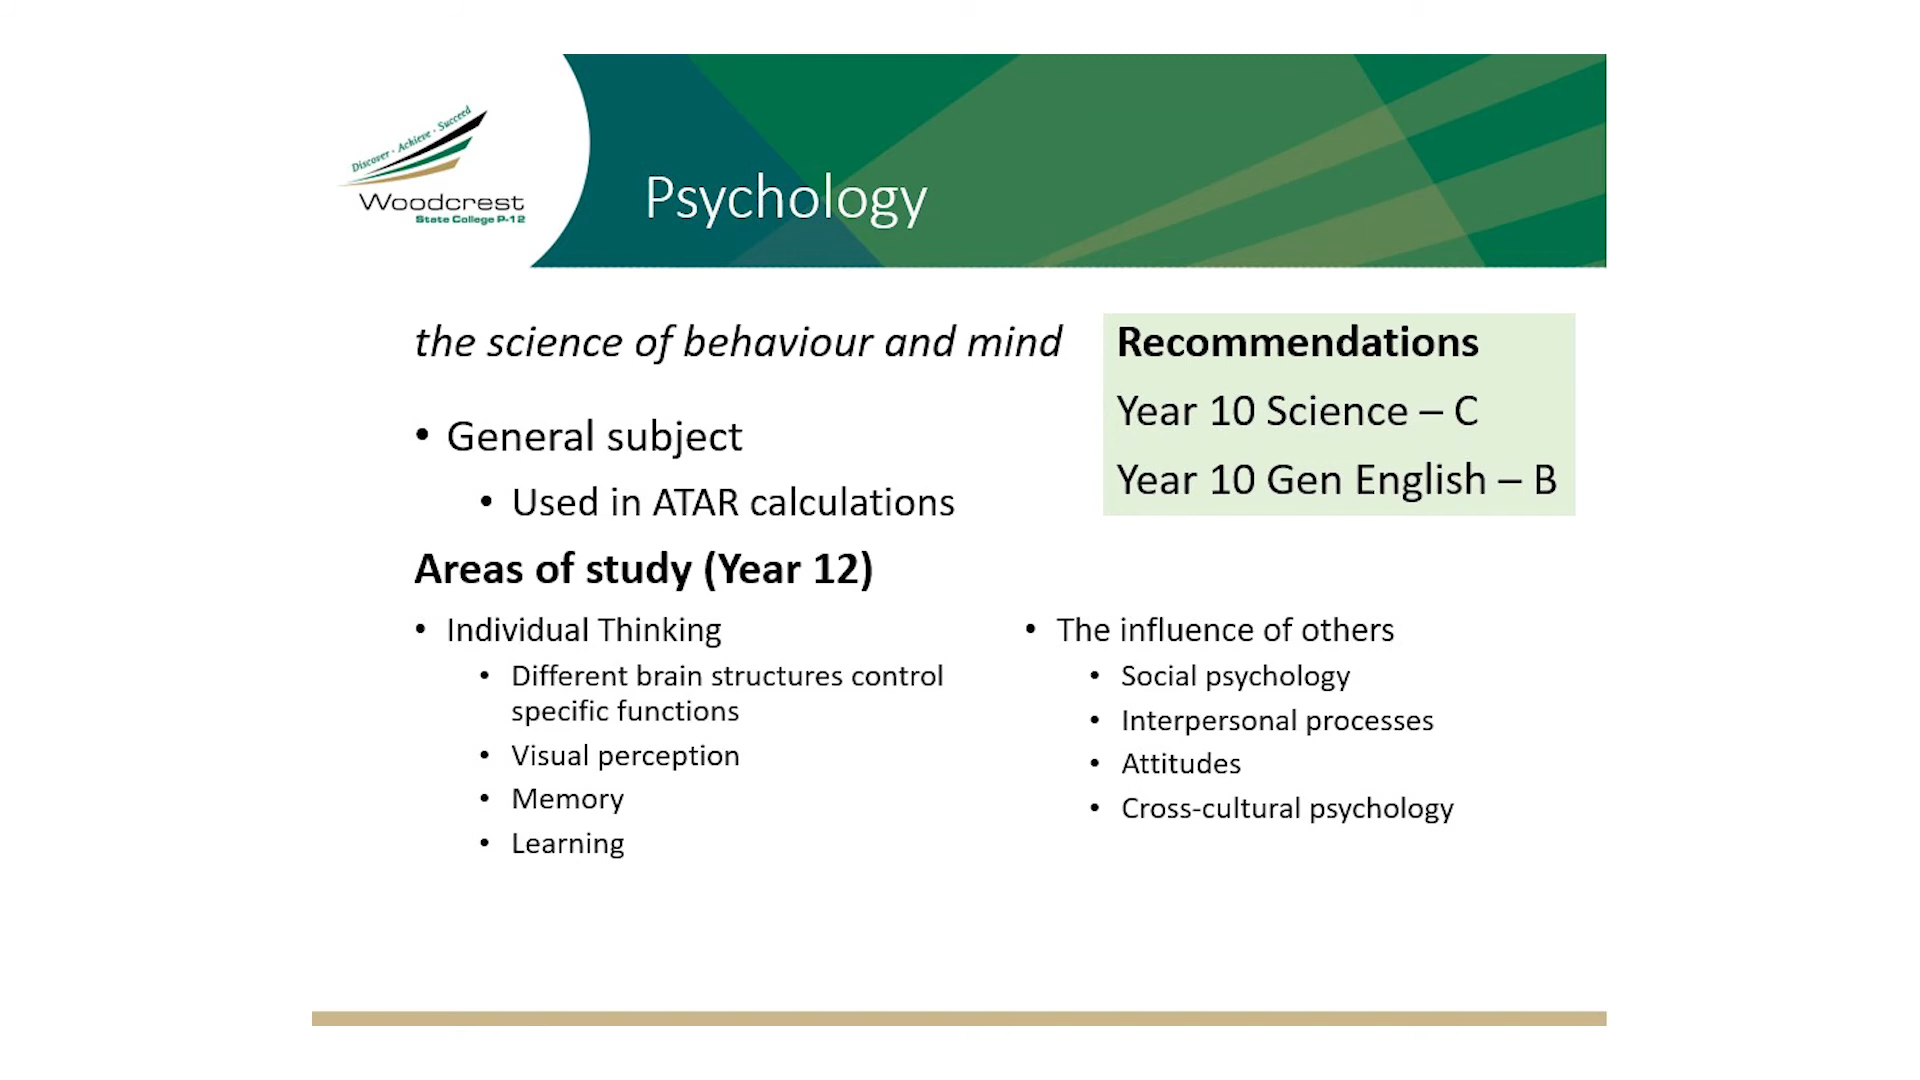 Discover · Achieve · Succeed
Woodcrest
State College P-12
Psychology
the science of behaviour and mind
• General subject
• Used in ATAR calculations
Recommendations
Year 10 Science – C
Year 10 Gen English – B
Areas of study (Year 12)
• Individual Thinking
• Different brain structures control
specific functions
• Visual perception
• Memory
• Learning
• The influence of others
• Social psychology
• Interpersonal processes
• Attitudes
• Cross-cultural psychology